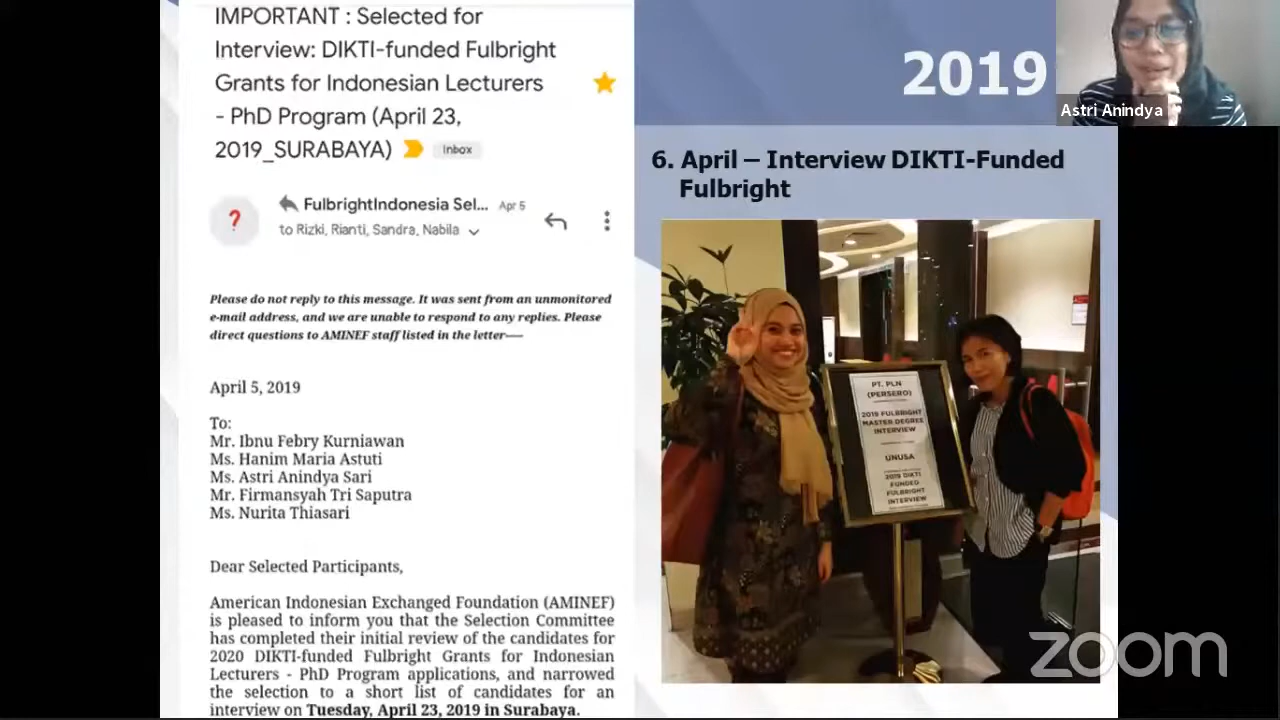 IMPORTANT : Selected for
Interview: DIKTI-funded Fulbright
Grants for Indonesian Lecturers
- PhD Program (April 23,
2019_SURABAYA)
Inbox
FulbrightIndonesia Sel... Apr 5
to Rizki, Rianti, Sandra, Nabila
Please do not reply to this message. It was sent from an unmonitored
e-mail address, and we are unable to respond to any replies. Please
direct questions to AMINEF staff listed in the letter—–
April 5, 2019
To:
Mr. Ibnu Febry Kurniawan
Ms. Hanim Maria Astuti
Ms. Astri Anindya Sari
Mr. Firmansyah Tri Saputra
Ms. Nurita Thiasari
Dear Selected Participants,
American Indonesian Exchanged Foundation (AMINEF)
is pleased to inform you that the Selection Committee
has completed their initial review of the candidates for
2020 DIKTI-funded Fulbright Grants for Indonesian
Lecturers - PhD Program applications, and narrowed
the selection to a short list of candidates for an
interview on Tuesday, April 23, 2019 in Surabaya.
2019
Astri Anindya
6. April – Interview DIKTI-Funded
Fulbright
PT. PLN
(PERSERO)
2019 FULBRIGHT
MASTER DEGREE
INTERVIEW
UNUSA
2019 DIKTI
FUNDED
FULBRIGHT
INTERVIEW
zoom